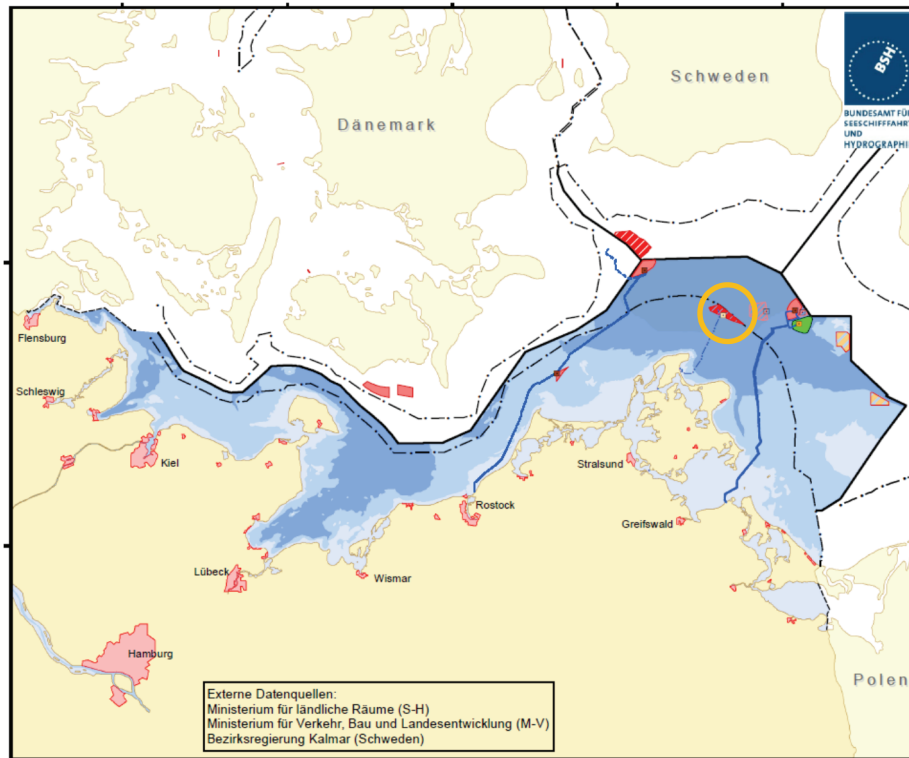 Schweden
Dänemark
BSH
BUNDESAMT FÜR
SEESCHIFFFAHRT
UND
HYDROGRAPHIE
Flensburg
Schleswig
Kiel
Stralsund
Rostock
Greifswald
Lübeck
Wismar
Hamburg
Polen
Externe Datenquellen:
Ministerium für ländliche Räume (S-H)
Ministerium für Verkehr, Bau und Landesentwicklung (M-V)
Bezirksregierung Kalmar (Schweden)